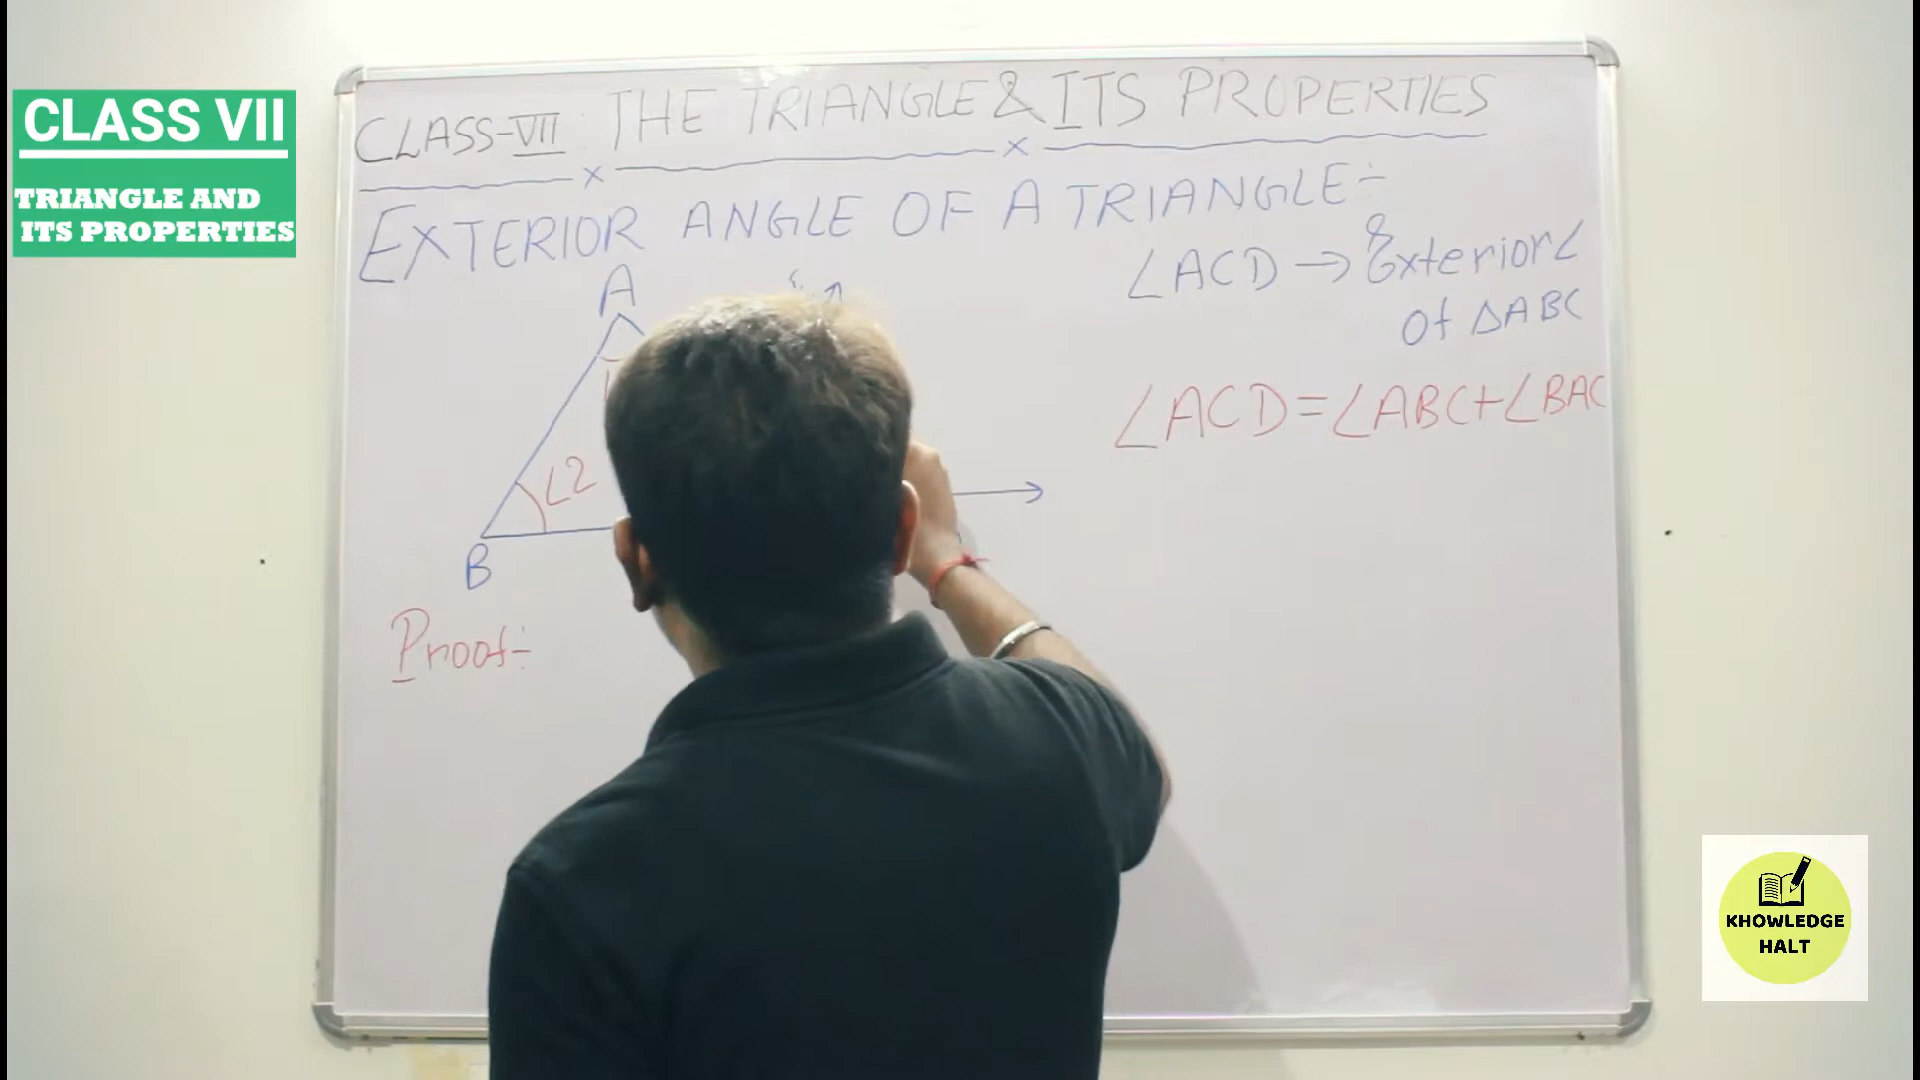 CLASS VII
TRIANGLE AND
ITS PROPERTIES
CLASS-VII THE TRIANGLE & ITS PROPERTIES
EXTERIOR ANGLE OF A TRIANGLE:-
∠ACD → Exterior∠
of △ABC
∠ACD=∠ABC+∠BAC
A
∠2
B
Proof:-
KHOWLEDGE
HALT